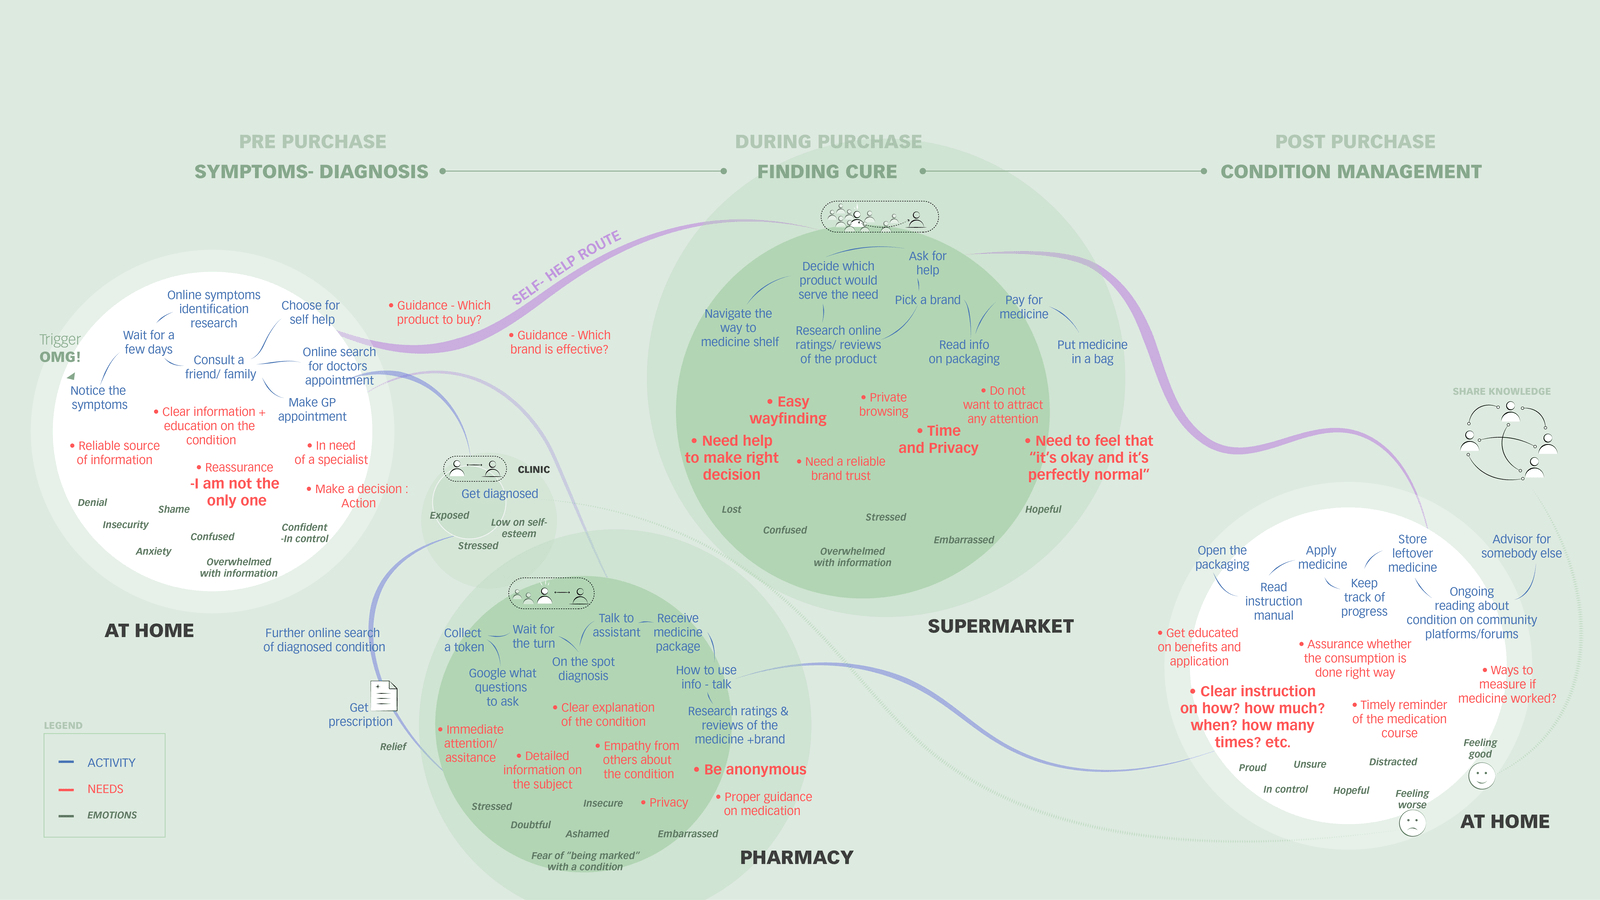 PRE PURCHASE
SYMPTOMS- DIAGNOSIS
DURING PURCHASE
FINDING CURE
POST PURCHASE
CONDITION MANAGEMENT
Trigger
OMG!
Notice the
symptoms
Wait for a
few days
Online symptoms
identification
research
Consult a
friend/ family
Choose for
self help
Online search
for doctors
appointment
Make GP
appointment
• Clear information +
education on the
condition
• Reliable source
of information
• Reassurance
-I am not the
only one
• In need
of a specialist
• Make a decision :
Action
Denial
Shame
Insecurity
Confused
Confident
-In control
Anxiety
Overwhelmed
with information
AT HOME
SELF- HELP ROUTE
• Guidance - Which
product to buy?
• Guidance - Which
brand is effective?
CLINIC
Get diagnosed
Exposed
Low on self-
esteem
Stressed
Further online search
of diagnosed condition
Get
prescription
Relief
Navigate the
way to
medicine shelf
Decide which
product would
serve the need
Research online
ratings/ reviews
of the product
Ask for
help
Pick a brand
Read info
on packaging
Pay for
medicine
Put medicine
in a bag
• Easy
wayfinding
• Private
browsing
• Do not
want to attract
any attention
• Need help
to make right
decision
• Time
and Privacy
• Need a reliable
brand trust
• Need to feel that
“it’s okay and it’s
perfectly normal”
Lost
Confused
Stressed
Overwhelmed
with information
Embarrassed
Hopeful
SUPERMARKET
Collect
a token
Wait for
the turn
Google what
questions
to ask
Talk to
assistant
On the spot
diagnosis
Receive
medicine
package
How to use
info - talk
Research ratings &
reviews of the
medicine +brand
• Clear explanation
of the condition
• Immediate
attention/
assitance
• Detailed
information on
the subject
• Empathy from
others about
the condition
• Be anonymous
• Privacy
• Proper guidance
on medication
Stressed
Insecure
Doubtful
Ashamed
Embarrassed
Fear of “being marked”
with a condition
PHARMACY
SHARE KNOWLEDGE
Open the
packaging
Read
instruction
manual
Apply
medicine
Keep
track of
progress
Store
leftover
medicine
Ongoing
reading about
condition on community
platforms/forums
Advisor for
somebody else
• Get educated
on benefits and
application
• Assurance whether
the consumption is
done right way
• Ways to
measure if
medicine worked?
• Clear instruction
on how? how much?
when? how many
times? etc.
• Timely reminder
of the medication
course
Proud
Unsure
Distracted
In control
Hopeful
Feeling
good
Feeling
worse
AT HOME
LEGEND
ACTIVITY
NEEDS
EMOTIONS